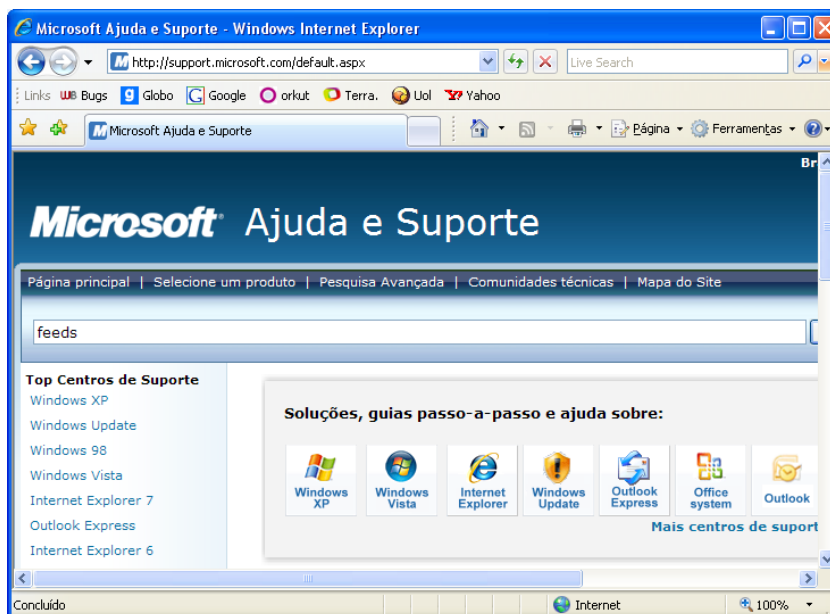 Microsoft Ajuda e Suporte - Windows Internet Explorer
http://support.microsoft.com/default.aspx
Live Search
Links Bugs Globo Google orkut Terra. Uol Yahoo
Microsoft Ajuda e Suporte
Página
Ferramentas
Microsoft Ajuda e Suporte
Página principal | Selecione um produto | Pesquisa Avançada | Comunidades técnicas | Mapa do Site
feeds
Top Centros de Suporte
Windows XP
Windows Update
Windows 98
Windows Vista
Internet Explorer 7
Outlook Express
Internet Explorer 6
Soluções, guias passo-a-passo e ajuda sobre:
Windows XP
Windows Vista
Internet Explorer
Windows Update
Outlook Express
Office system
Outlook
Mais centros de suport
Concluído
Internet
100%